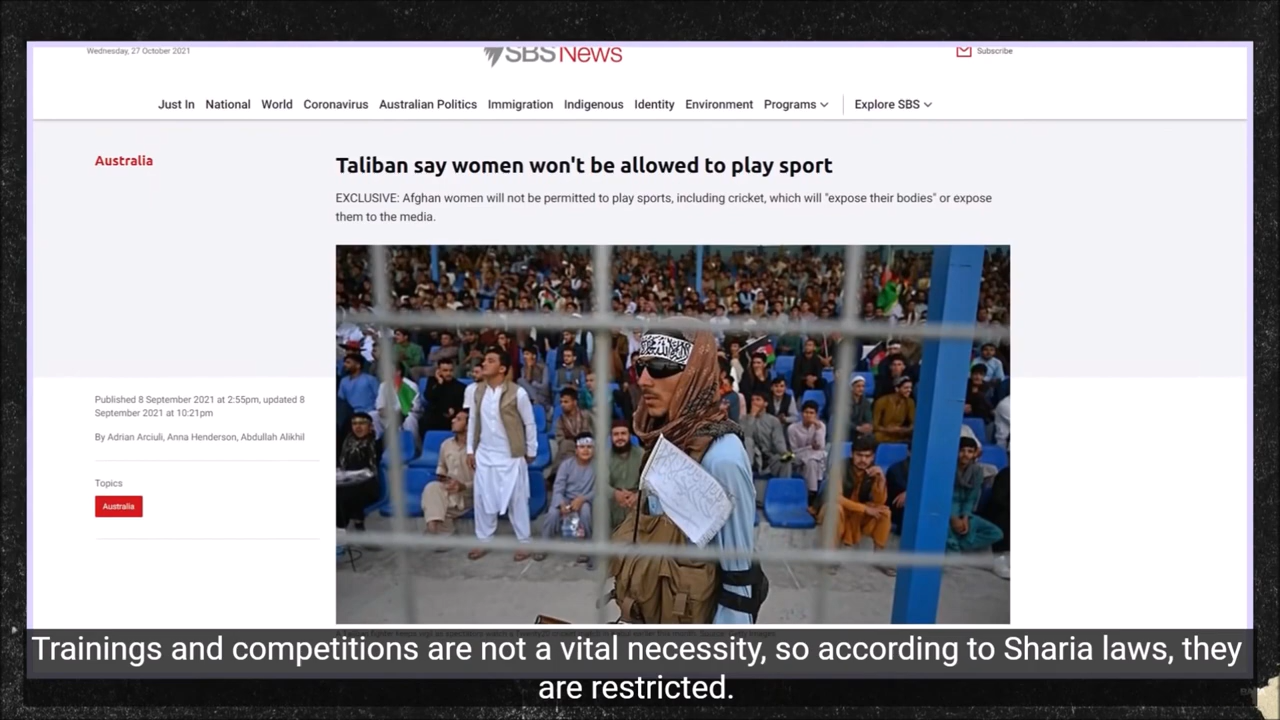 Wednesday, 27 October 2021
SBS News
Subscribe
Just In National World Coronavirus Australian Politics Immigration Indigenous Identity Environment Programs Explore SBS
Australia
Taliban say women won't be allowed to play sport
EXCLUSIVE: Afghan women will not be permitted to play sports, including cricket, which will "expose their bodies" or expose
them to the media.
Published 8 September 2021 at 2:55pm, updated 8
September 2021 at 10:21pm
By Adrian Arciuli, Anna Henderson, Abdullah Alikhil
Topics
Australia
Trainings and competitions are not a vital necessity, so according to Sharia laws, they
are restricted.